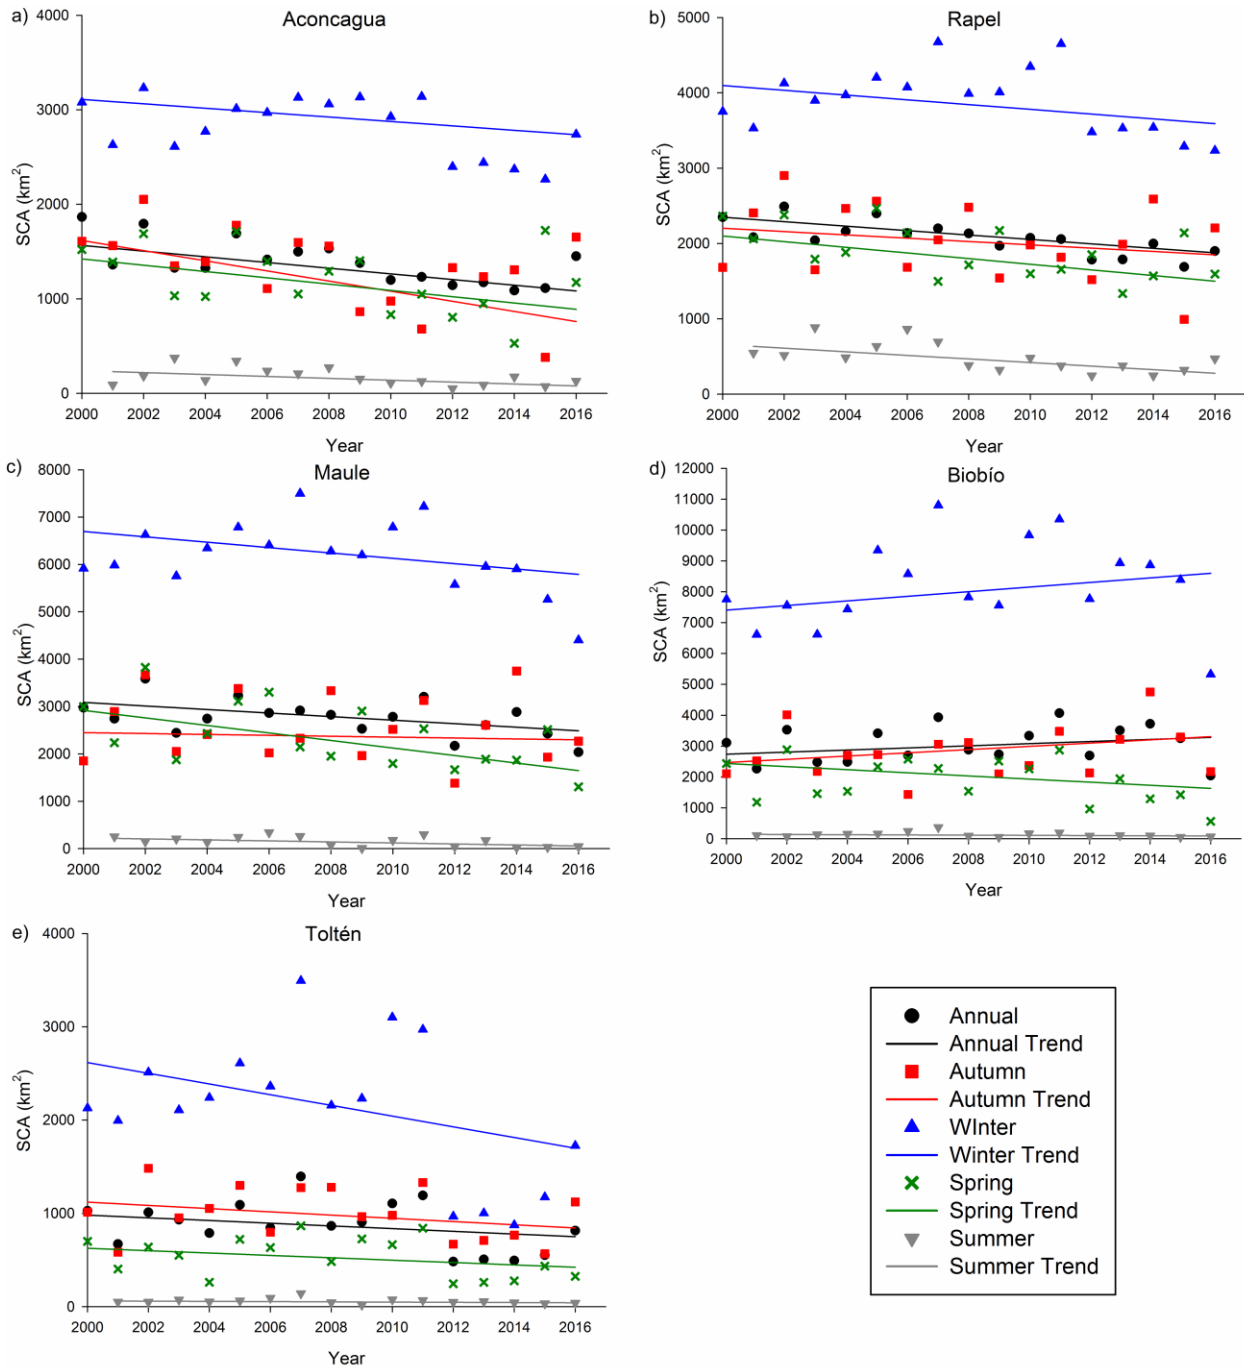 a)
Aconcagua
4000
3000
2000
1000
0
SCA (km²)
2000 2002 2004 2006 2008 2010 2012 2014 2016
Year
b)
Rapel
5000
4000
3000
2000
1000
0
SCA (km²)
2000 2002 2004 2006 2008 2010 2012 2014 2016
Year
c)
Maule
8000
7000
6000
5000
4000
3000
2000
1000
0
SCA (km²)
2000 2002 2004 2006 2008 2010 2012 2014 2016
Year
d)
Biobío
12000
11000
10000
9000
8000
7000
6000
5000
4000
3000
2000
1000
0
SCA (km²)
2000 2002 2004 2006 2008 2010 2012 2014 2016
Year
e)
Toltén
4000
3000
2000
1000
0
SCA (km²)
2000 2002 2004 2006 2008 2010 2012 2014 2016
Year
Annual
Annual Trend
Autumn
Autumn Trend
WInter
Winter Trend
Spring
Spring Trend
Summer
Summer Trend